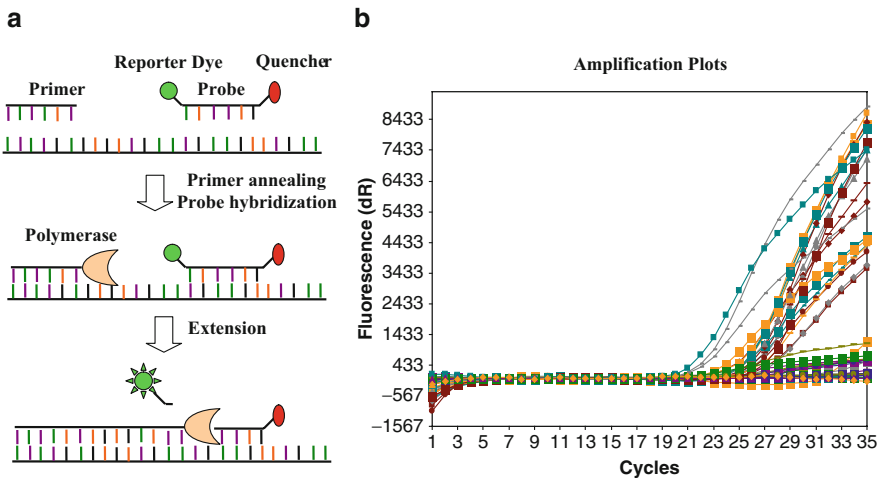 a
Reporter Dye
Quencher
Primer
Probe
Primer annealing
Probe hybridization
Polymerase
Extension
b
Amplification Plots
Fluorescence (dR)
8433
7433
6433
5433
4433
3433
2433
1433
433
−567
−1567
1 3 5 7 9 11 13 15 17 19 21 23 25 27 29 31 33 35
Cycles